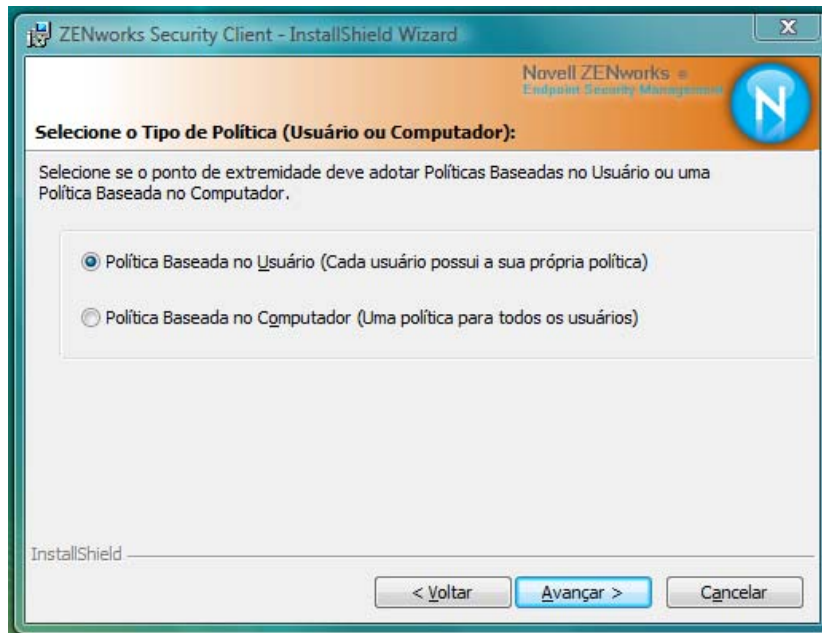 ZENworks Security Client - InstallShield Wizard
Novell ZENworks ®
Endpoint Security Management
Selecione o Tipo de Política (Usuário ou Computador):
Selecione se o ponto de extremidade deve adotar Políticas Baseadas no Usuário ou uma
Política Baseada no Computador.
Política Baseada no Usuário (Cada usuário possui a sua própria política)
Política Baseada no Computador (Uma política para todos os usuários)
InstallShield
< Voltar
Avançar >
Cancelar